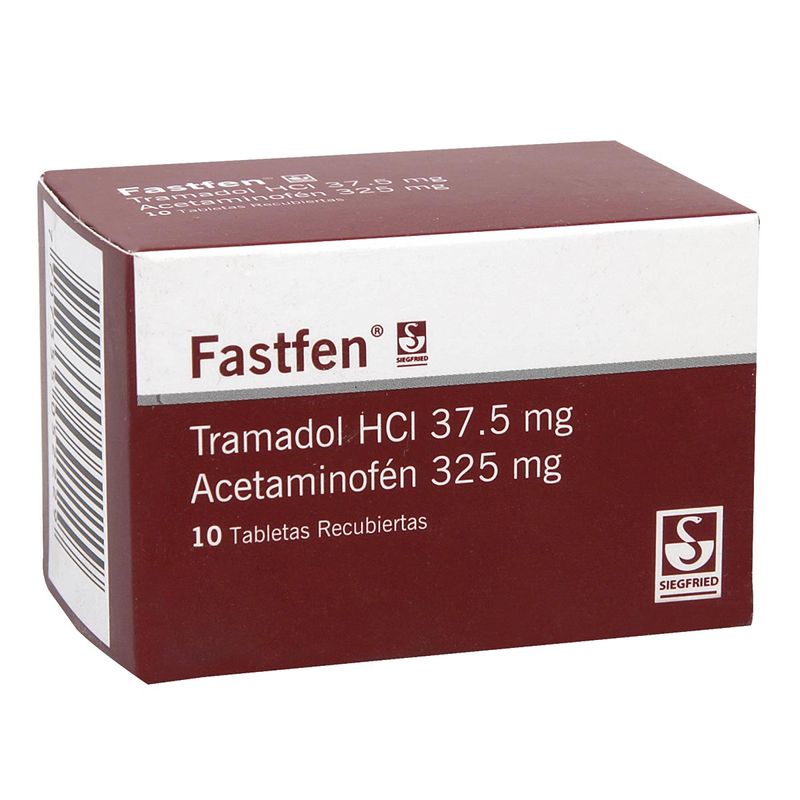 Fastfen®
Tramadol HCl 37.5 mg
Acetaminofén 325 mg
10 Tabletas Recubiertas
Fastfen® SIEGFRIED
Tramadol HCl 37.5 mg
Acetaminofén 325 mg
10 Tabletas Recubiertas
SIEGFRIED